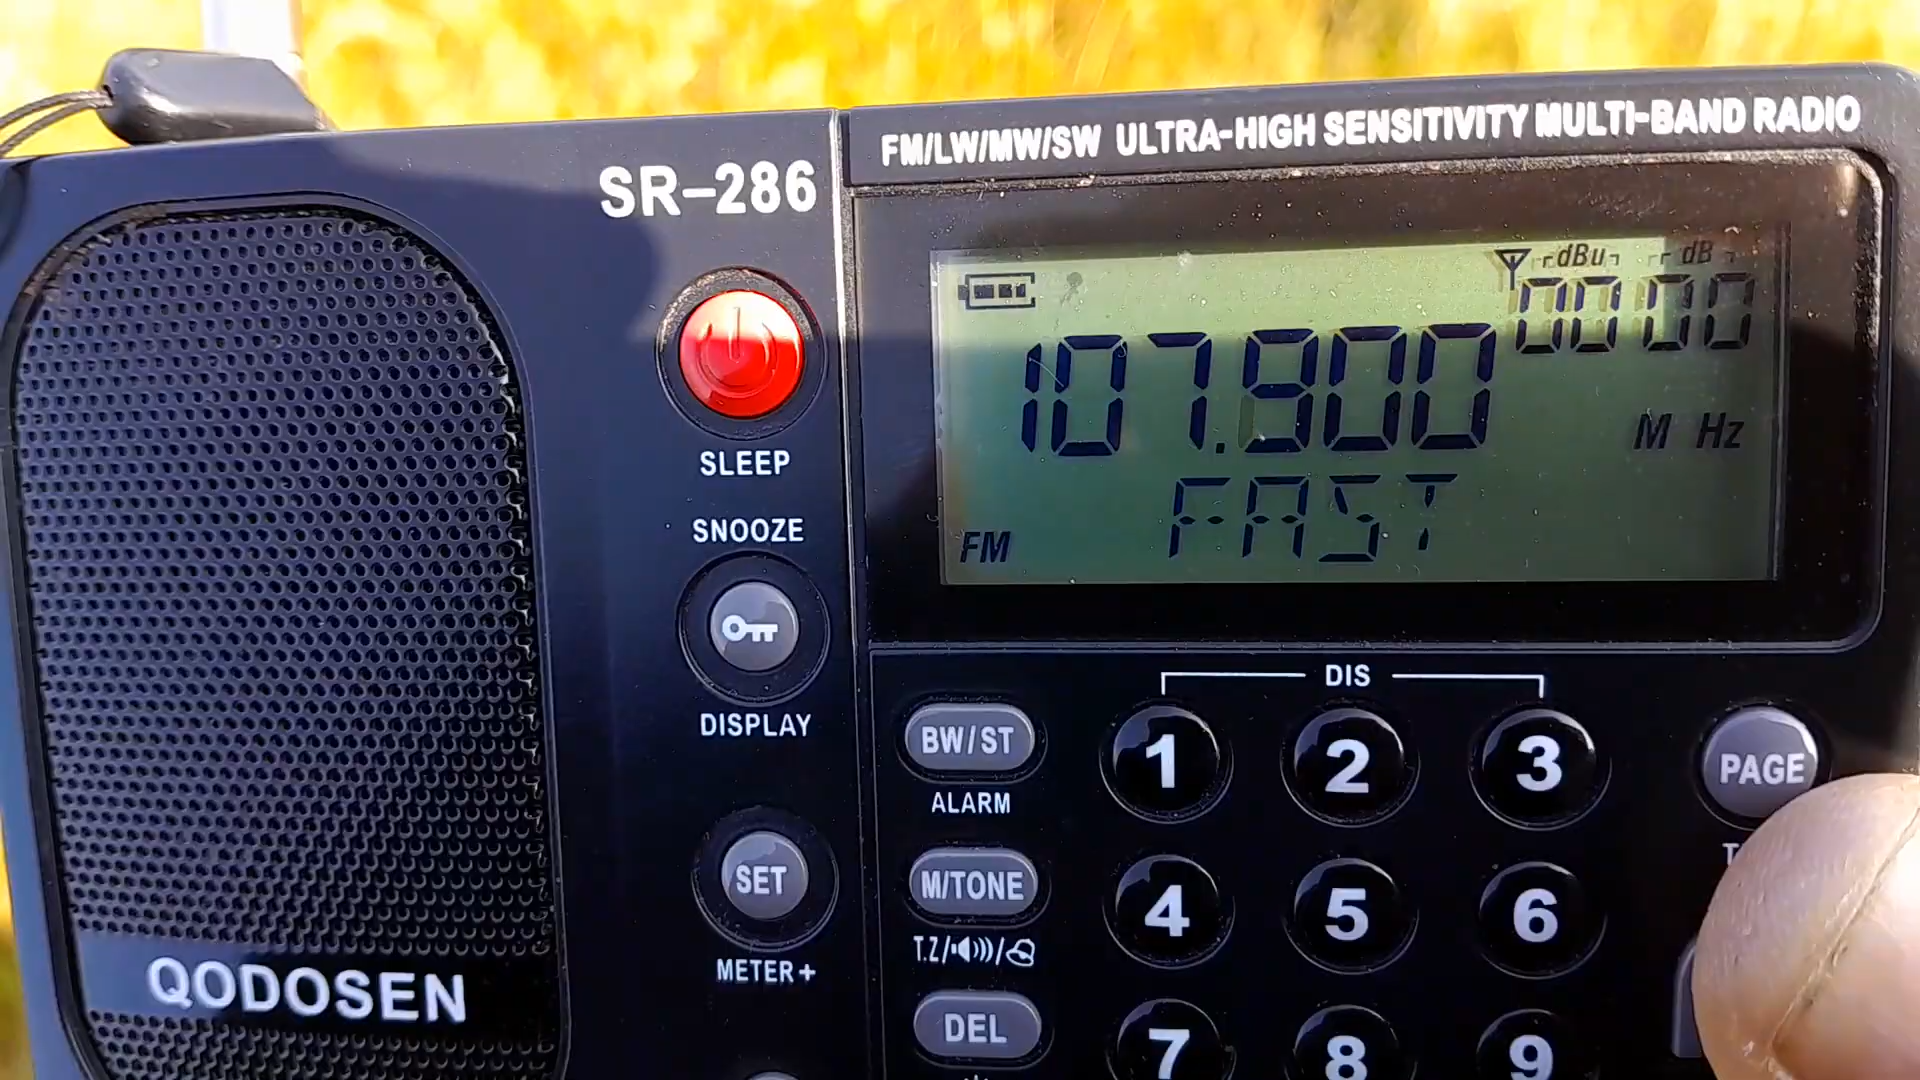 FM/LW/MW/SW ULTRA-HIGH SENSITIVITY MULTI-BAND RADIO
SR-286
dBu dB
00 00
107.900
M Hz
FAST
FM
SLEEP
SNOOZE
DISPLAY
SET
METER+
DIS
BW/ST
1 2 3
PAGE
ALARM
M/TONE
4 5 6
T.Z/
DEL
7 8 9
QODOSEN